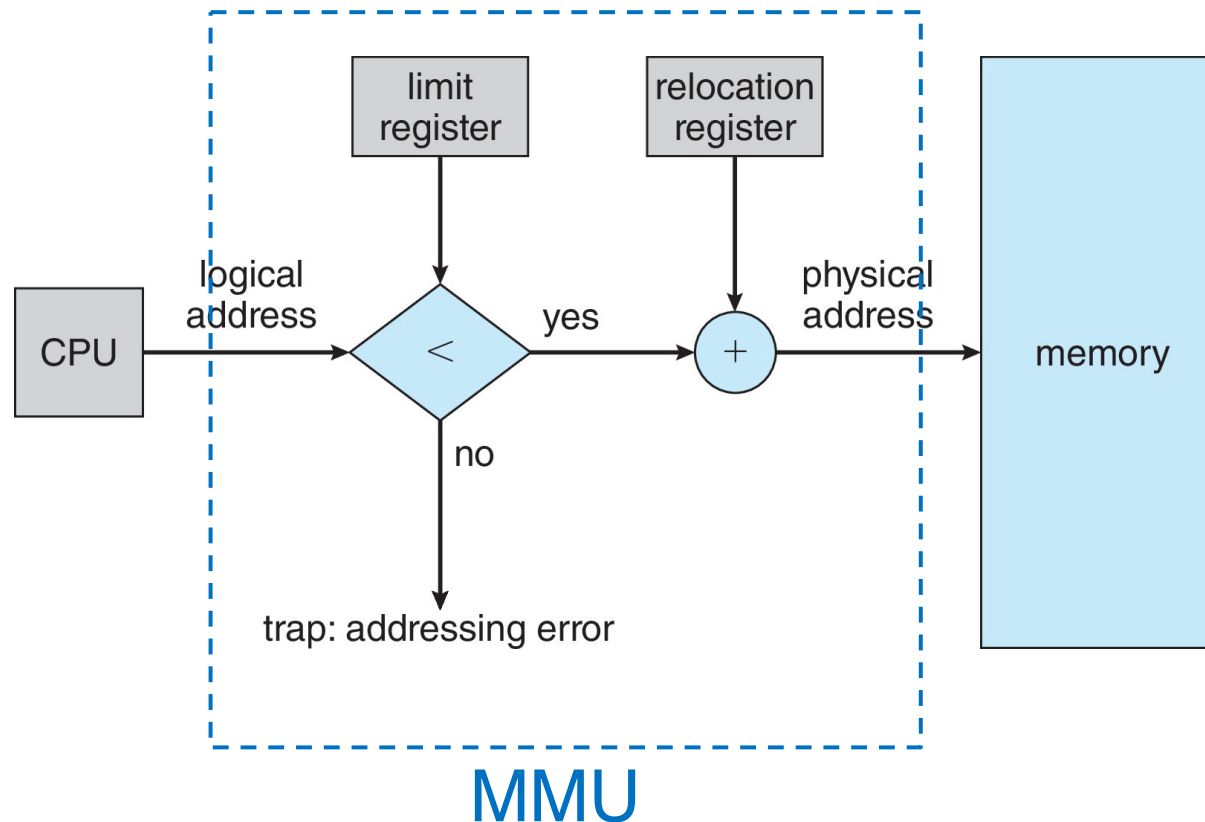 limit
register
relocation
register
logical
address
physical
address
CPU
<
yes
+
memory
no
trap: addressing error
MMU